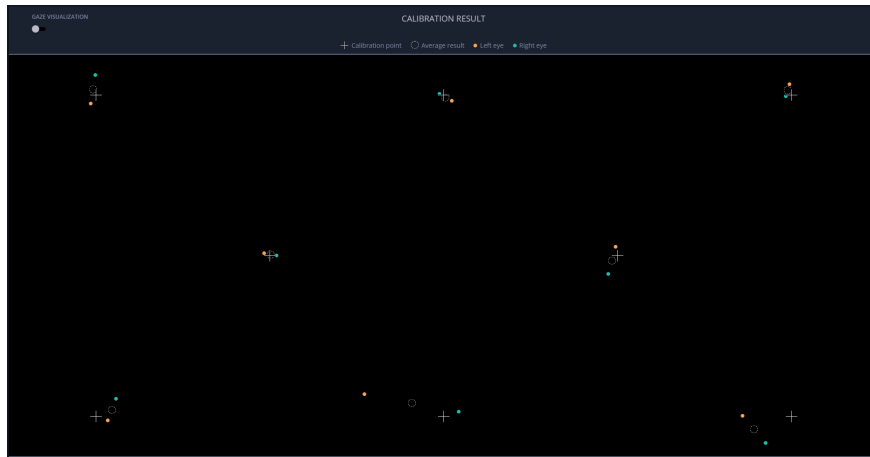 GAZE VISUALIZATION
CALIBRATION RESULT
Calibration point Average result Left eye Right eye